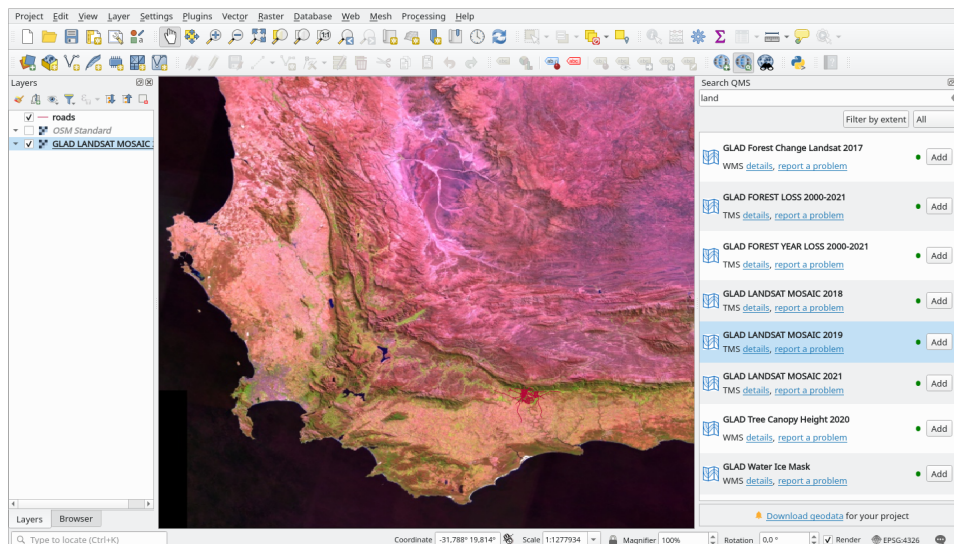 Project Edit View Layer Settings Plugins Vector Raster Database Web Mesh Processing Help
Layers
roads
OSM Standard
GLAD LANDSAT MOSAIC
Layers Browser
Search QMS
land
Filter by extent All
GLAD Forest Change Landsat 2017
WMS details, report a problem
Add
GLAD FOREST LOSS 2000-2021
TMS details, report a problem
Add
GLAD FOREST YEAR LOSS 2000-2021
TMS details, report a problem
Add
GLAD LANDSAT MOSAIC 2018
TMS details, report a problem
Add
GLAD LANDSAT MOSAIC 2019
TMS details, report a problem
Add
GLAD LANDSAT MOSAIC 2021
TMS details, report a problem
Add
GLAD Tree Canopy Height 2020
WMS details, report a problem
Add
GLAD Water Ice Mask
WMS details, report a problem
Add
Download geodata for your project
Type to locate (Ctrl+K) Coordinate -31,788° 19,814° Scale 1:1277934 Magnifier 100% Rotation 0,0 ° Render EPSG:4326